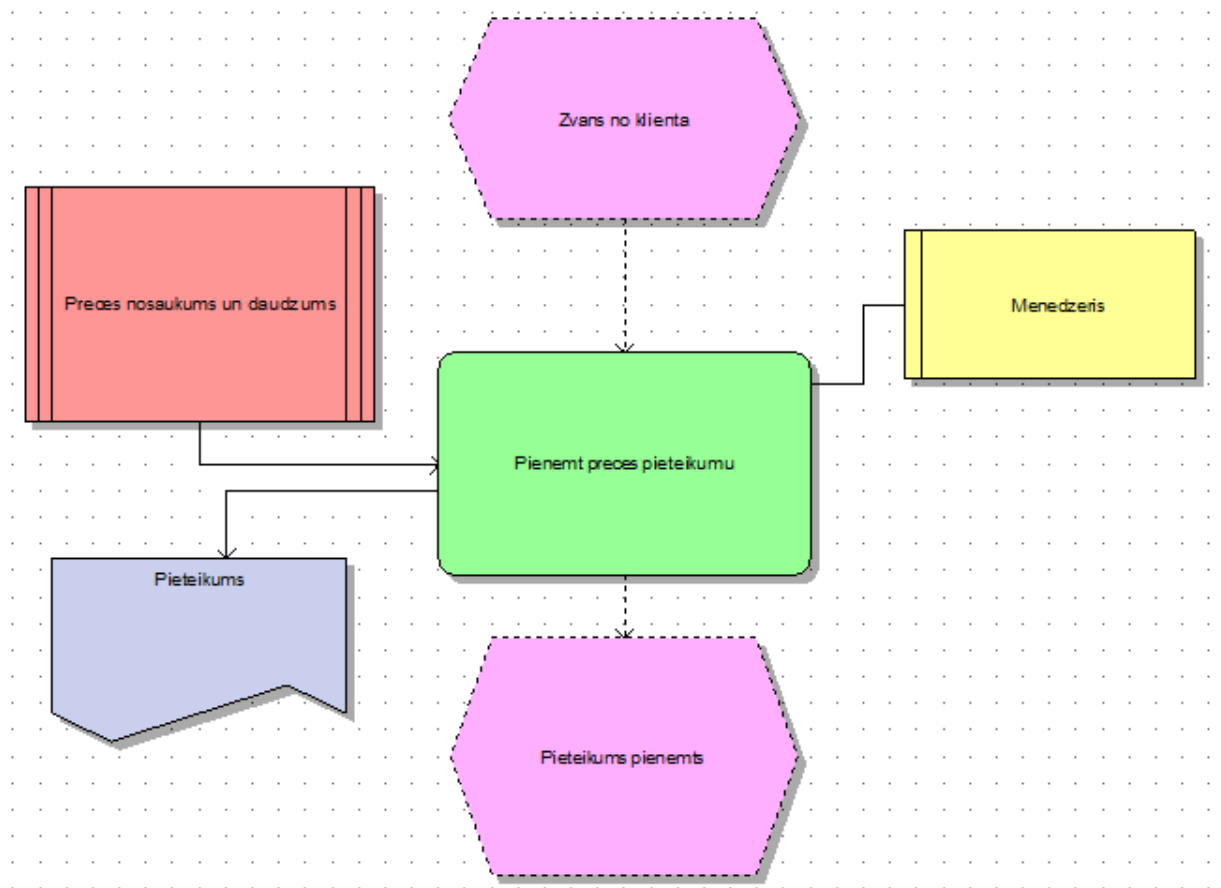 Zvans no klienta
Preces nosaukums un daudzums
Menedzeris
Pienemt preces pieteikumu
Pieteikums
Pieteikums pienemts